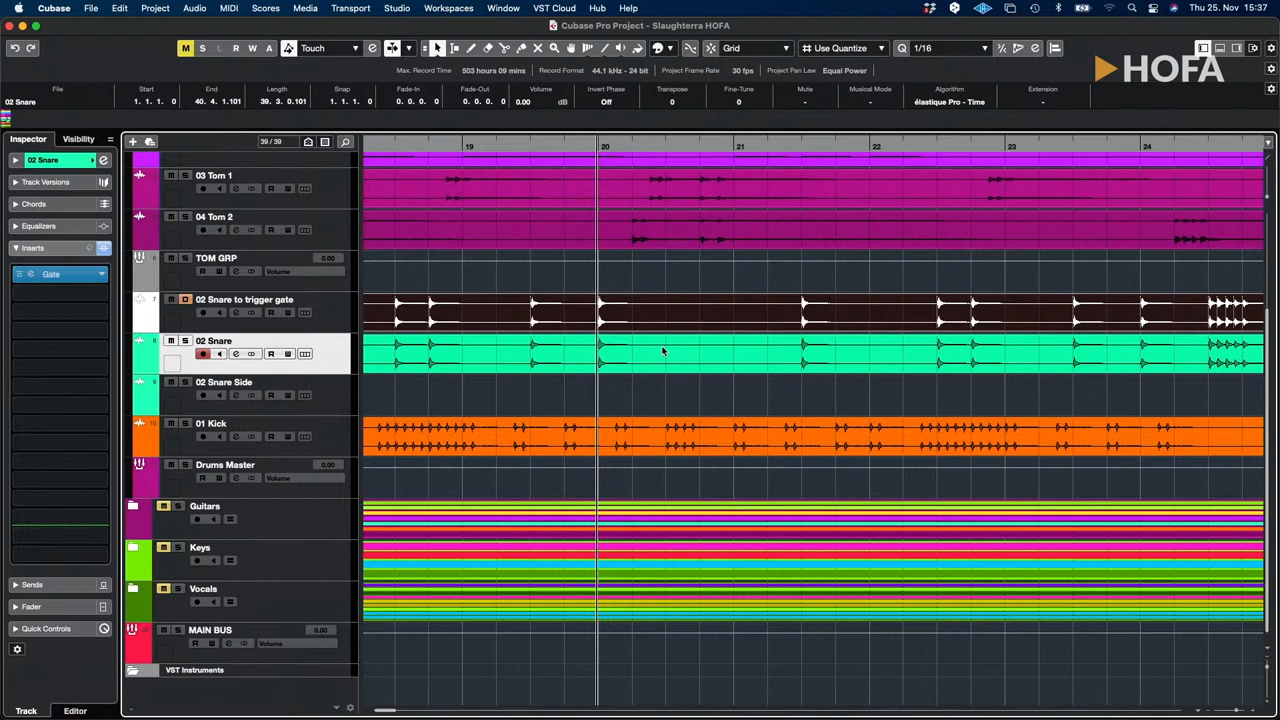 Cubase File Edit Project Audio MIDI Scores Media Transport Studio Workspaces Window VST Cloud Hub Help Thu 25. Nov 15:37
Cubase Pro Project - Slaughterra HOFA
M S L R W A Touch Grid Use Quantize Q 1/16
Max. Record Time 503 hours 09 mins Record Format 44.1 kHz - 24 bit Project Frame Rate 30 fps Project Pan Law Equal Power
HOFA
File Start End Length Snap Fade-In Fade-Out Volume Invert Phase Transpose Fine-Tune Mute Musical Mode Algorithm Extension
02 Snare 1. 1. 1. 0 40. 4. 1.101 39. 3. 0.101 1. 1. 1. 0 0. 0. 0. 0 0. 0. 0. 0 0.00 dB Off 0 0 - - élastique Pro - Time -
Inspector Visibility 39 / 39 19 20 21 22 23 24
02 Snare
Track Versions
Chords
Equalizers
Inserts
Gate
Sends
Fader
Quick Controls
Track Editor
m S 03 Tom 1
m S 04 Tom 2
6 m S TOM GRP 0.00
R W Volume
7 m 02 Snare to trigger gate
R
8 m S 02 Snare
R
9 m S 02 Snare Side
R
10 m S 01 Kick
R
m S Drums Master 0.00
R W Volume
m S Guitars
m S Keys
m S Vocals
m S MAIN BUS 0.00
R W Volume
VST Instruments